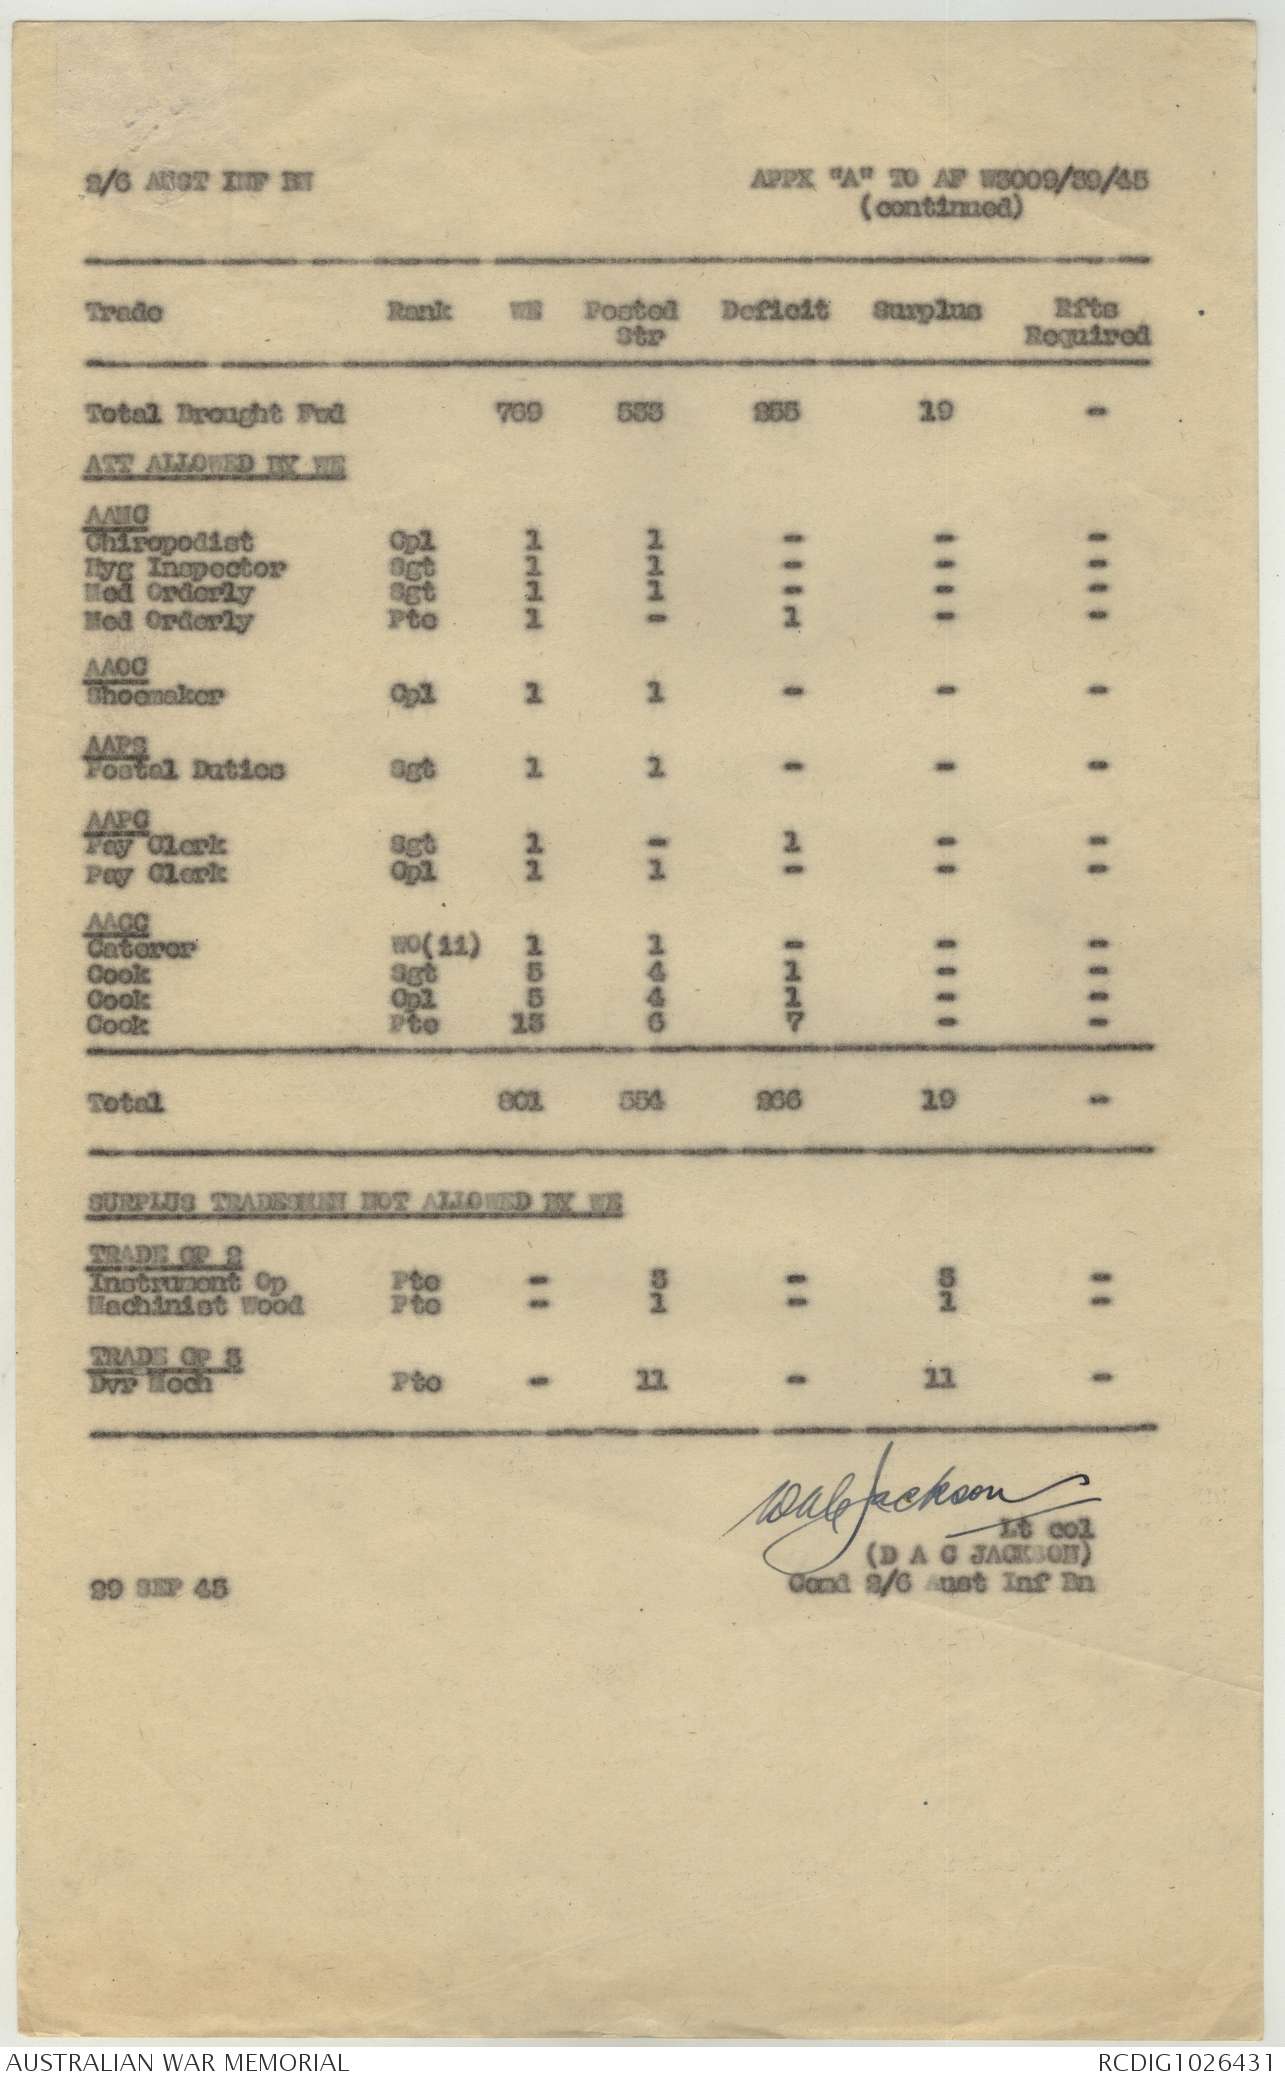 2/6 AUST INF BN
APPX "A" TO AF W3009/39/45
(continued)
Trade Rank WE Posted Str Deficit Surplus Rfts Required
Total Brought Fwd 769 533 255 19 -
ATT ALLOWED BY WE
AAMC
Chiropodist Cpl 1 1 - - -
Hyg Inspector Sgt 1 1 - - -
Med Orderly Sgt 1 1 - - -
Med Orderly Pte 1 - 1 - -
AAOC
Shoemaker Cpl 1 1 - - -
AAPS
Postal Duties Sgt 1 1 - - -
AAPC
Pay Clerk Sgt 1 - 1 - -
Pay Clerk Cpl 1 1 - - -
AACC
Caterer WO(ii) 1 1 - - -
Cook Sgt 5 4 1 - -
Cook Cpl 5 4 1 - -
Cook Pte 13 6 7 - -
Total 801 554 266 19 -
SURPLUS TRADESMEN NOT ALLOWED BY WE
TRADE GP 2
Instrument Op Pte - 3 - 3 -
Machinist Wood Pte - 1 - 1 -
TRADE GP 3
Dvr Mech Pte - 11 - 11 -
DACJackson
Lt col
(D A C JACKSON)
29 SEP 45
Comd 2/6 Aust Inf Bn
AUSTRALIAN WAR MEMORIAL
RCDIG1026431